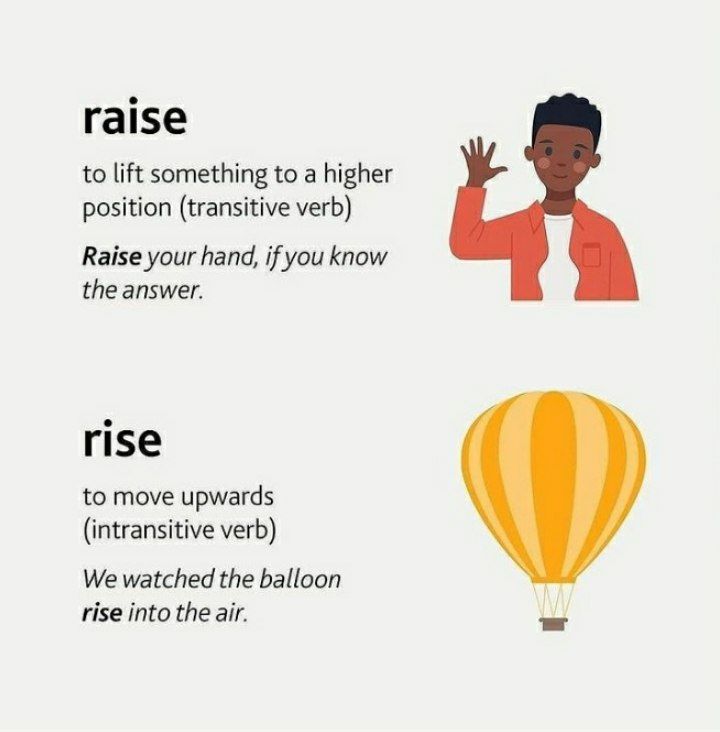 raise
to lift something to a higher
position (transitive verb)
Raise your hand, if you know
the answer.
rise
to move upwards
(intransitive verb)
We watched the balloon
rise into the air.